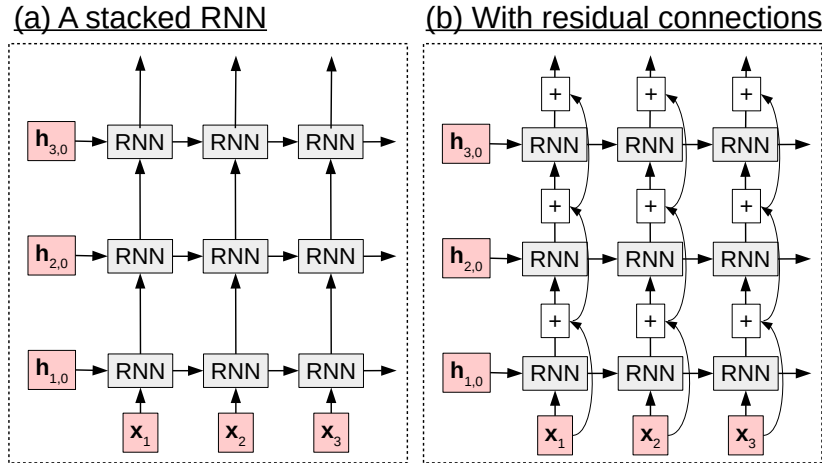 (a) A stacked RNN
h3,0 RNN RNN RNN
h2,0 RNN RNN RNN
h1,0 RNN RNN RNN
x1 x2 x3
(b) With residual connections
+ + +
h3,0 RNN RNN RNN
+ + +
h2,0 RNN RNN RNN
+ + +
h1,0 RNN RNN RNN
x1 x2 x3